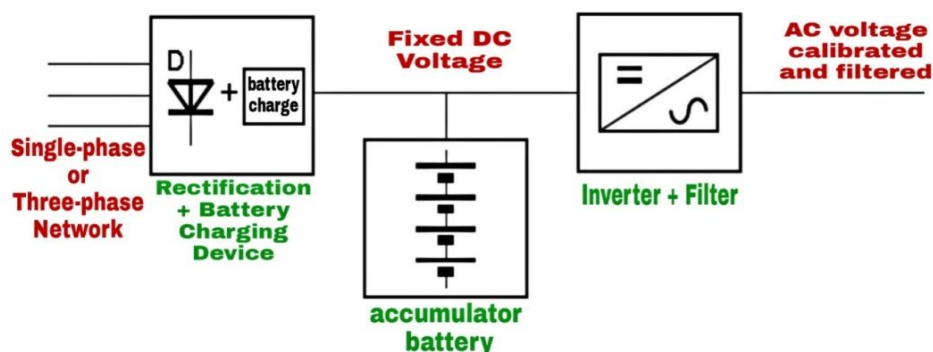 Single-phase
or
Three-phase
Network
D
+
battery
charge
Rectification
+ Battery
Charging
Device
Fixed DC
Voltage
accumulator
battery
Inverter + Filter
AC voltage
calibrated
and filtered